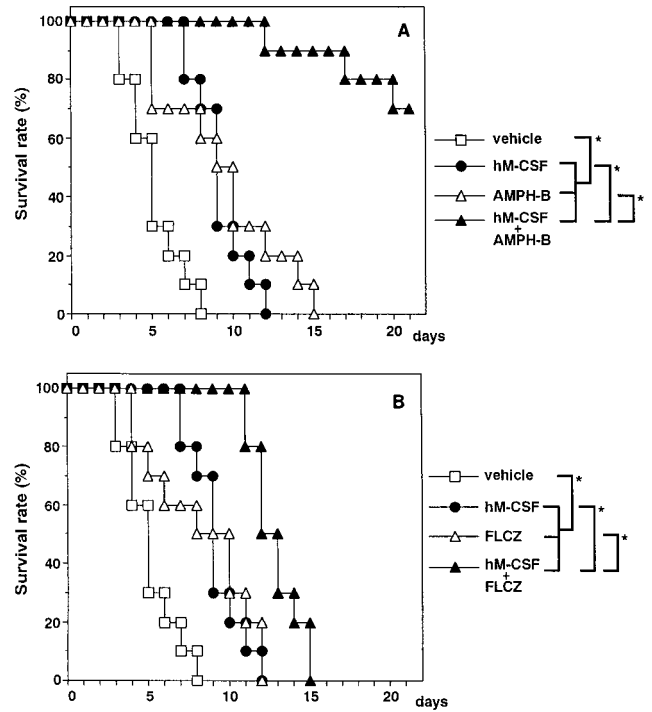 A
Survival rate (%)
100
80
60
40
20
0
0 5 10 15 20 days
vehicle *
hM-CSF *
AMPH-B *
hM-CSF
+
AMPH-B
B
Survival rate (%)
100
80
60
40
20
0
0 5 10 15 20 days
vehicle *
hM-CSF *
FLCZ *
hM-CSF
+
FLCZ